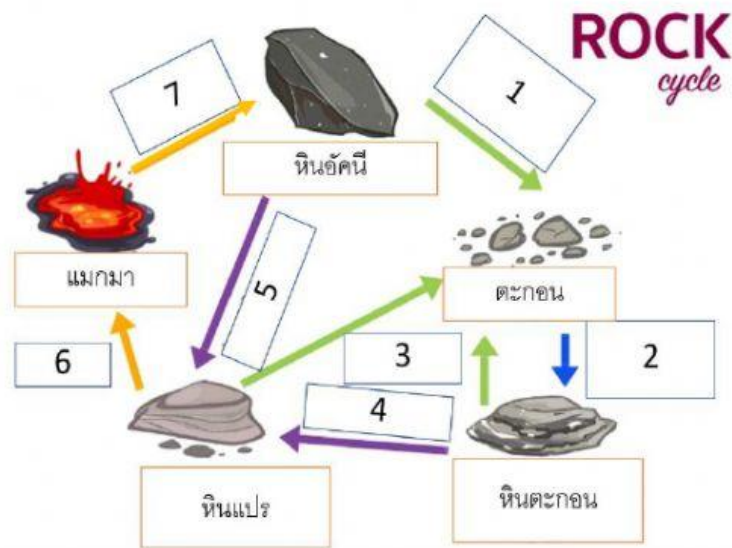 ROCK
cycle
7
1
หินอัคนี
แมกมา
5
ตะกอน
6
3
2
4
หินแปร
หินตะกอน